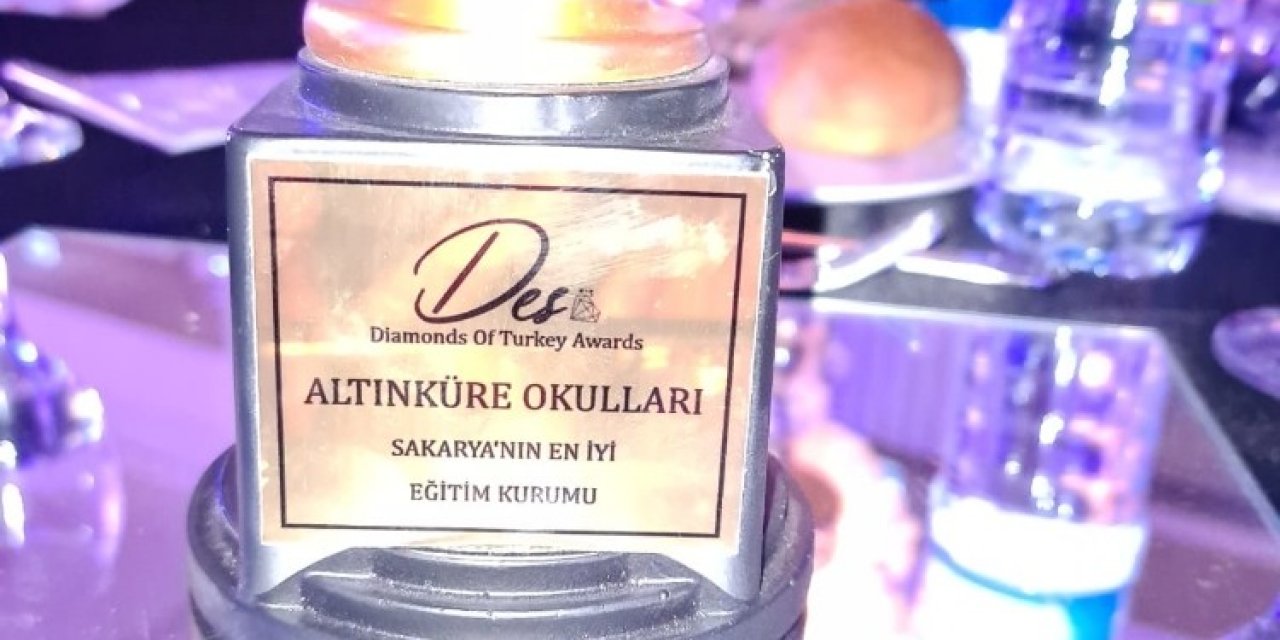 Des
Diamonds Of Turkey Awards
ALTINKÜRE OKULLARI
SAKARYA'NIN EN İYİ
EĞİTİM KURUMU